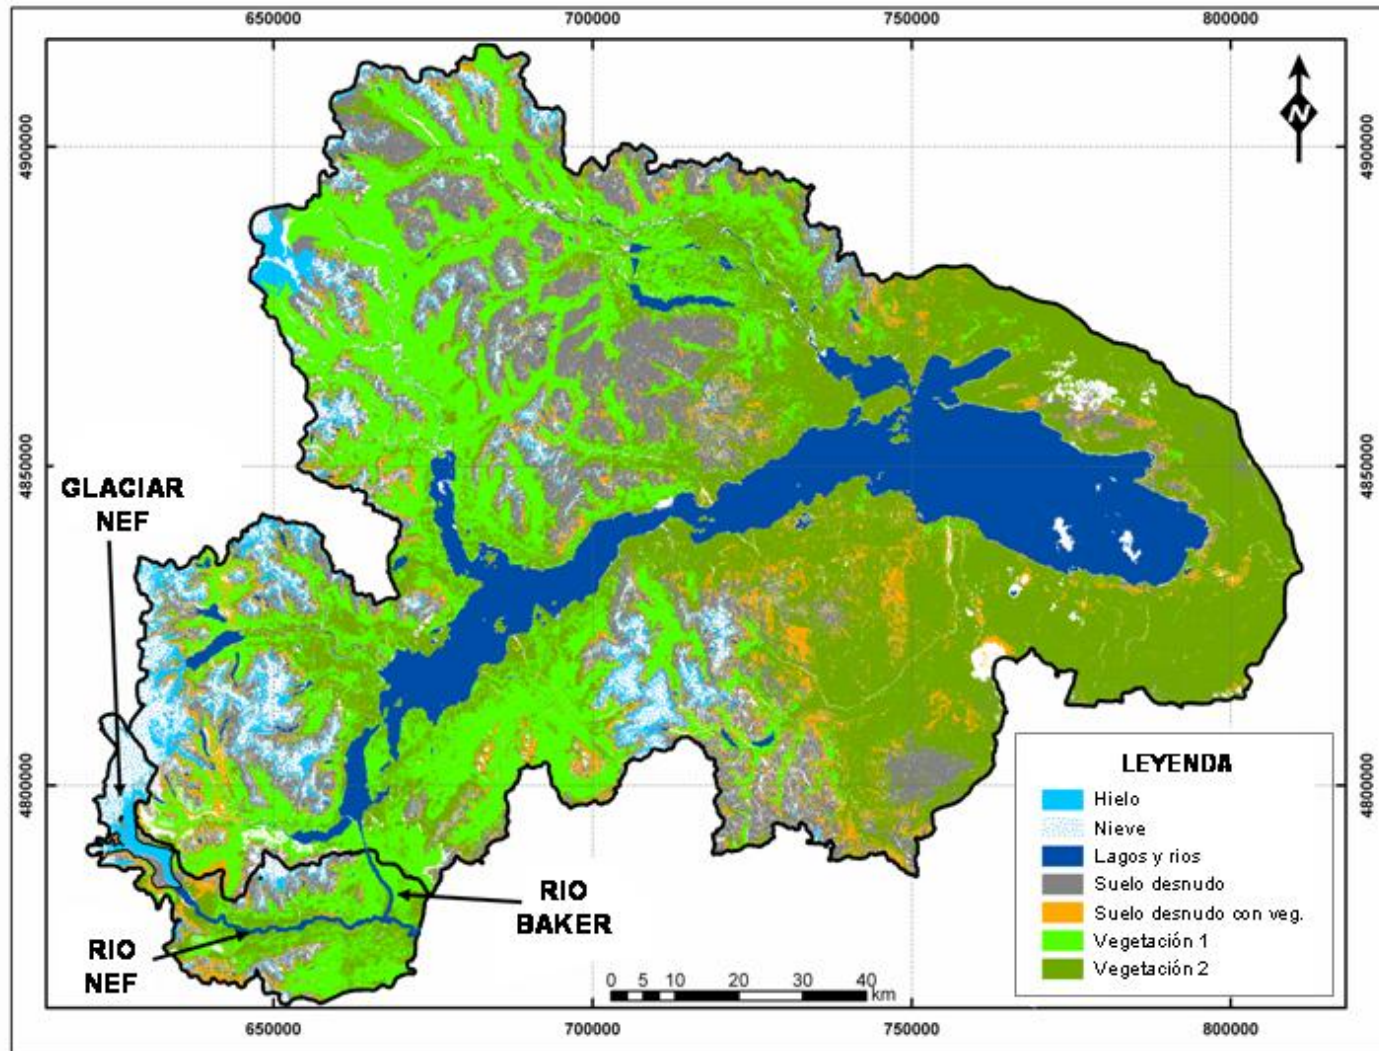 650000
700000
750000
800000
4900000
4900000
N
4850000
4850000
GLACIAR
NEF
4800000
4800000
LEYENDA
Hielo
Nieve
Lagos y rios
Suelo desnudo
Suelo desnudo con veg.
Vegetación 1
Vegetación 2
RIO
BAKER
RIO
NEF
0 5 10 20 30 40
km
650000
700000
750000
800000